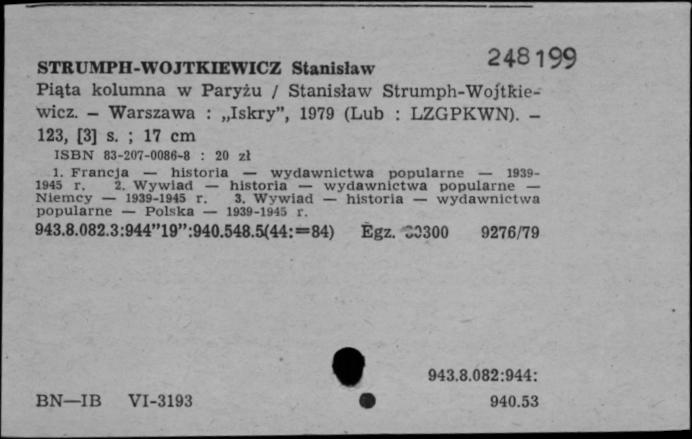 248199
STRUMPH-WOJTKIEWICZ Stanisław
Piąta kolumna w Paryżu / Stanisław Strumph-Wojtkie-
wicz. — Warszawa : „Iskry”, 1979 (Lub : LZGPKWN). —
123, [3] s. ; 17 cm
ISBN 83-207-0086-8 : 20 zł
1. Francja — historia — wydawnictwa popularne — 1939-
1945 r. 2. Wywiad — historia — wydawnictwa popularne —
Niemcy — 1939-1945 r. 3. Wywiad — historia — wydawnictwa
popularne — Polska — 1939-1945 r.
943.8.082.3:944”19”:940.548.5(44:=84) Egz. 9276/79
943.8.082:944:
BN—IB VI-3193 940.53